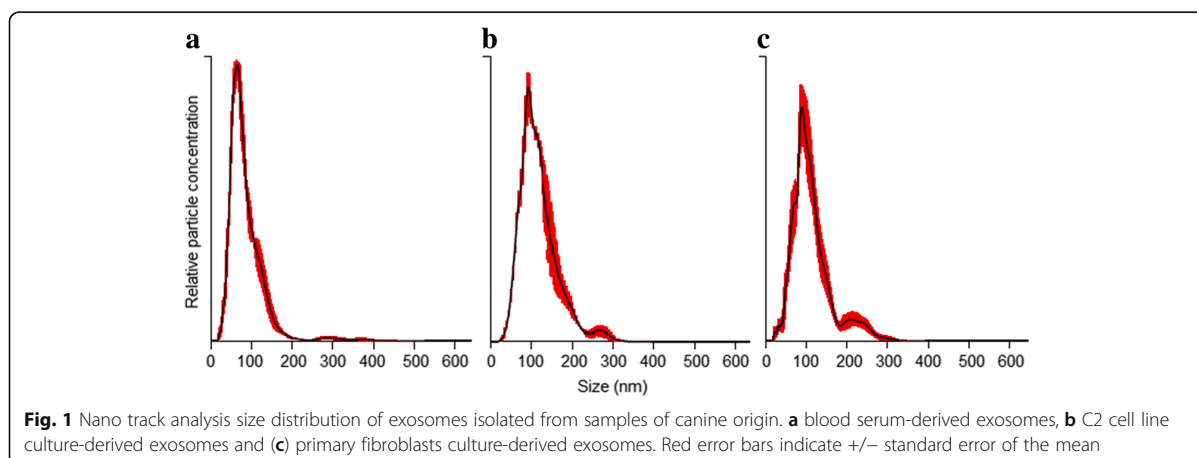 a b c
Relative particle concentration
0 100 200 300 400 500 600 0 100 200 300 400 500 600 0 100 200 300 400 500 600
Size (nm)
Fig. 1 Nano track analysis size distribution of exosomes isolated from samples of canine origin. a blood serum-derived exosomes, b C2 cell line
culture-derived exosomes and (c) primary fibroblasts culture-derived exosomes. Red error bars indicate +/− standard error of the mean